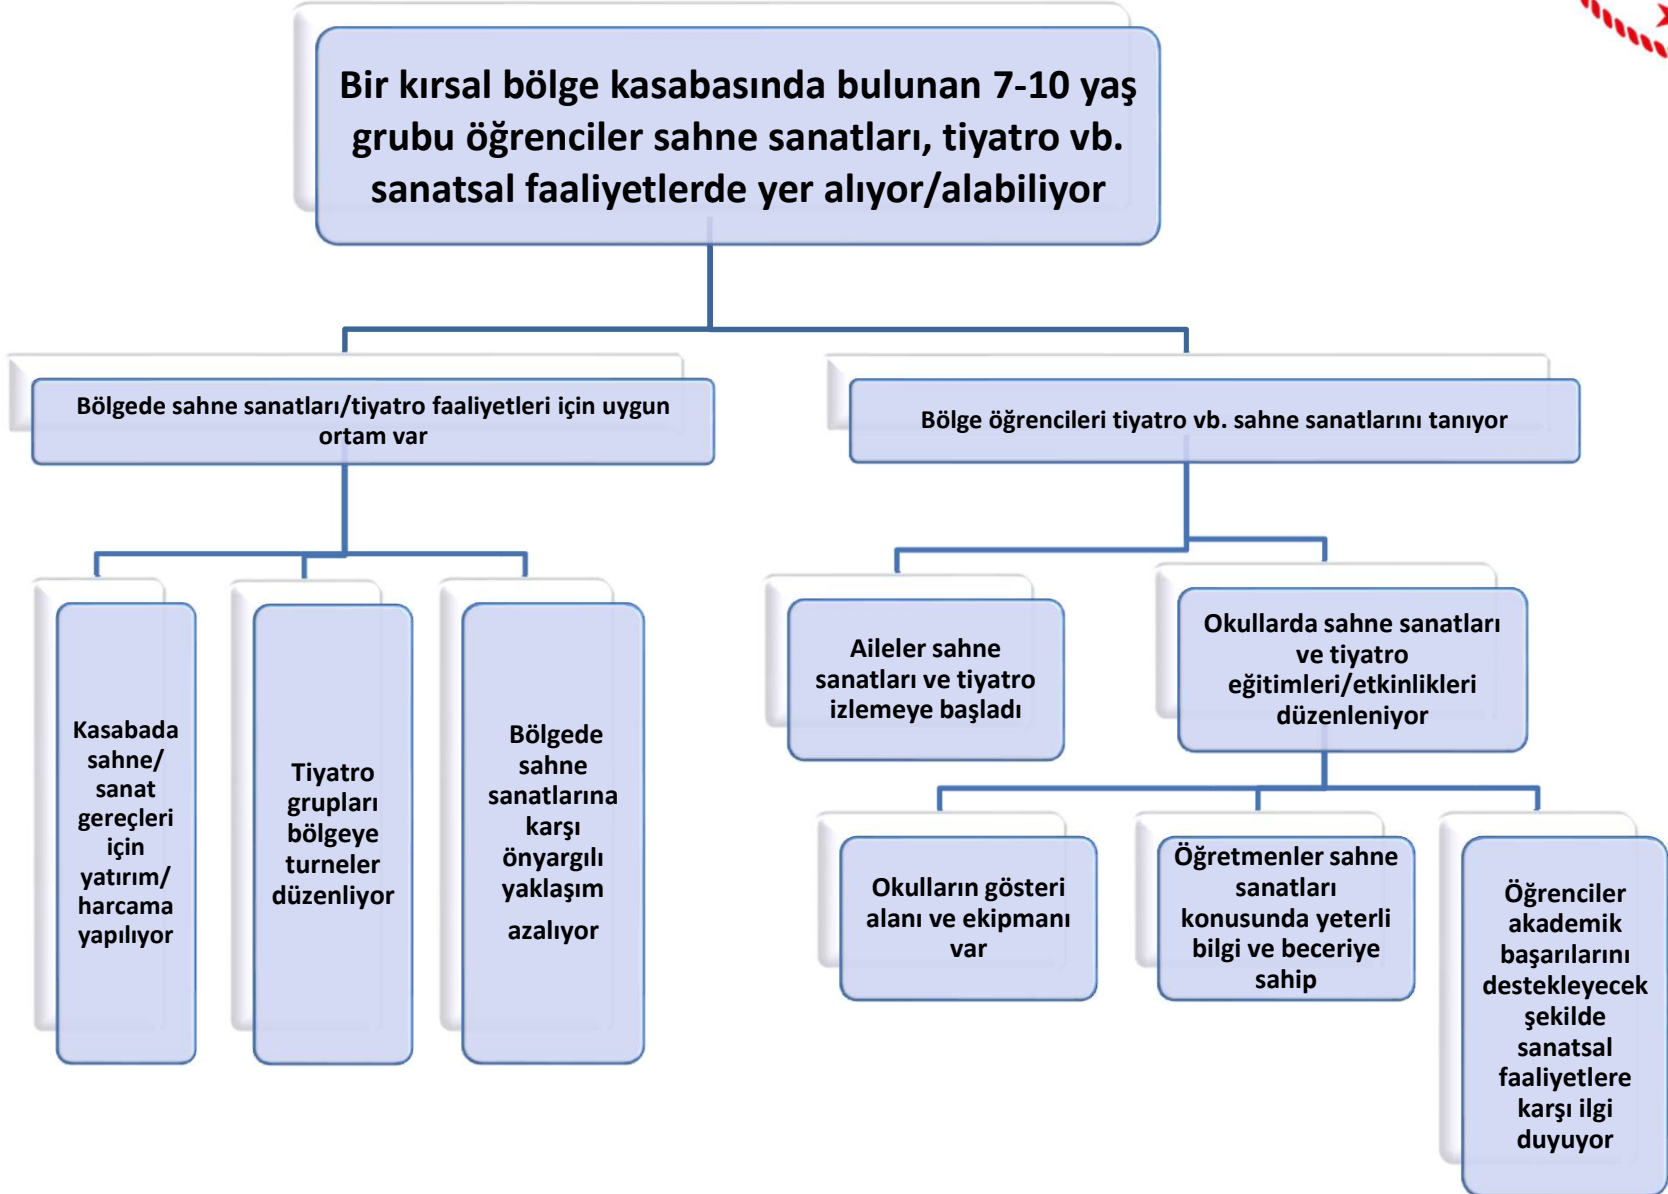 Bir kırsal bölge kasabasında bulunan 7-10 yaş
grubu öğrenciler sahne sanatları, tiyatro vb.
sanatsal faaliyetlerde yer alıyor/alabiliyor
Bölgede sahne sanatları/tiyatro faaliyetleri için uygun
ortam var
Bölge öğrencileri tiyatro vb. sahne sanatlarını tanıyor
Kasabada
sahne/
sanat
gereçleri
için
yatırım/
harcama
yapılıyor
Tiyatro
grupları
bölgeye
turneler
düzenliyor
Bölgede
sahne
sanatlarına
karşı
önyargılı
yaklaşım
azalıyor
Aileler sahne
sanatları ve tiyatro
izlemeye başladı
Okullarda sahne sanatları
ve tiyatro
eğitimleri/etkinlikleri
düzenleniyor
Okulların gösteri
alanı ve ekipmanı
var
Öğretmenler sahne
sanatları
konusunda yeterli
bilgi ve beceriye
sahip
Öğrenciler
akademik
başarılarını
destekleyecek
şekilde
sanatsal
faaliyetlere
karşı ilgi
duyuyor